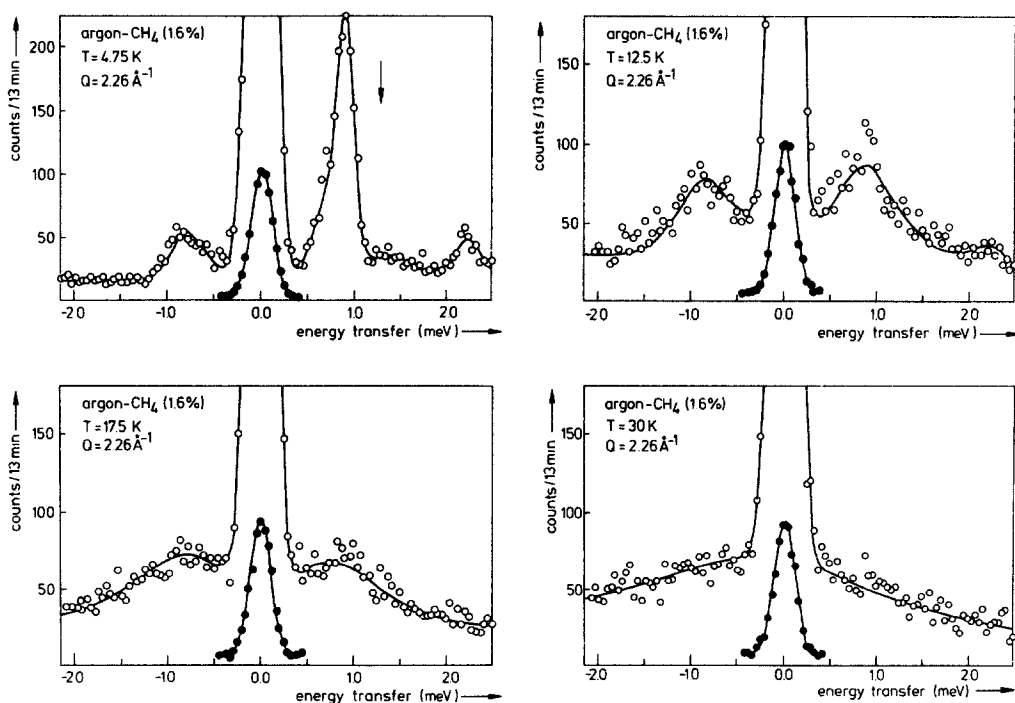 counts/13 min
200
150
100
50
argon-CH₄ (1.6%)
T = 4.75 K
Q = 2.26 Å⁻¹
-2.0 -1.0 0.0 1.0 2.0
energy transfer (meV)
counts/13 min
150
100
50
argon-CH₄ (1.6%)
T = 12.5 K
Q = 2.26 Å⁻¹
-2.0 -1.0 0.0 1.0 2.0
energy transfer (meV)
counts/13 min
150
100
50
argon-CH₄ (1.6%)
T = 17.5 K
Q = 2.26 Å⁻¹
-2.0 -1.0 0.0 1.0 2.0
energy transfer (meV)
counts/13min
150
100
50
argon-CH₄ (1.6%)
T = 30 K
Q = 2.26 Å⁻¹
-2.0 -1.0 0.0 1.0 2.0
energy transfer (meV)